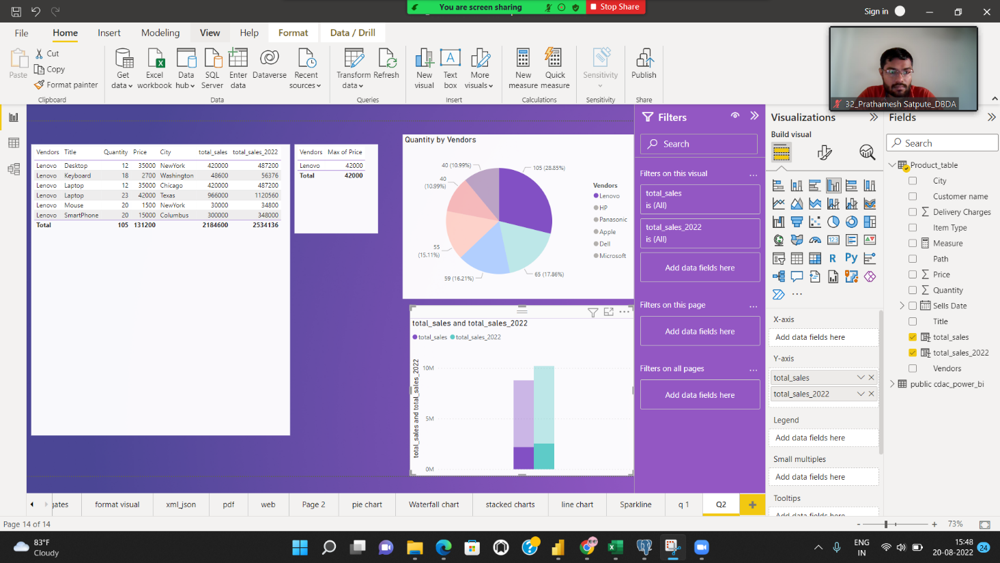 You are screen sharing
Stop Share
Sign in
File Home Insert Modeling View Help Format Data / Drill
Paste
Cut
Copy
Format painter
Get data
Excel workbook
Data hub
SQL Server
Enter data
Dataverse
Recent sources
Transform data
Refresh
New visual
Text box
More visuals
New measure
Quick measure
Sensitivity
Publish
Clipboard
Data
Queries
Insert
Calculations
Sensitivity
Share
32_Prathamesh Satpute_DBDA
Vendors Title Quantity Price City total_sales total_sales_2022
Lenovo Desktop 12 35000 NewYork 420000 487200
Lenovo Keyboard 18 2700 Washington 48600 56376
Lenovo Laptop 12 35000 Chicago 420000 487200
Lenovo Laptop 23 42000 Texas 966000 1120560
Lenovo Mouse 20 1500 NewYork 30000 34800
Lenovo SmartPhone 20 15000 Columbus 300000 348000
Total 105 131200 2184600 2534136
Vendors Max of Price
Lenovo 42000
Total 42000
Quantity by Vendors
40 (10.99%)
105 (28.85%)
40
(10.99%)
55
(15.11%)
59 (16.21%)
65 (17.86%)
Vendors
Lenovo
HP
Panasonic
Apple
Dell
Microsoft
total_sales and total_sales_2022
total_sales total_sales_2022
total_sales and total_sales_2022
10M
5M
0M
Filters
Search
Filters on this visual ...
total_sales
is (All)
total_sales_2022
is (All)
Add data fields here
Filters on this page ...
Add data fields here
Filters on all pages ...
Add data fields here
Visualizations
Build visual
123
R
Py
...
X-axis
Add data fields here
Y-axis
total_sales
total_sales_2022
Legend
Add data fields here
Small multiples
Add data fields here
Tooltips
Add data fields here
Fields
Search
Product_table
City
Customer name
Delivery Charges
Item Type
Measure
Path
Price
Quantity
Sells Date
Title
total_sales
total_sales_2022
Vendors
public cdac_power_bi
gates format visual xml_json pdf web Page 2 pie chart Waterfall chart stacked charts line chart Sparkline q 1 Q2 +
Page 14 of 14
- + 73%
83°F
Cloudy
ENG
IN
15:48
20-08-2022
24